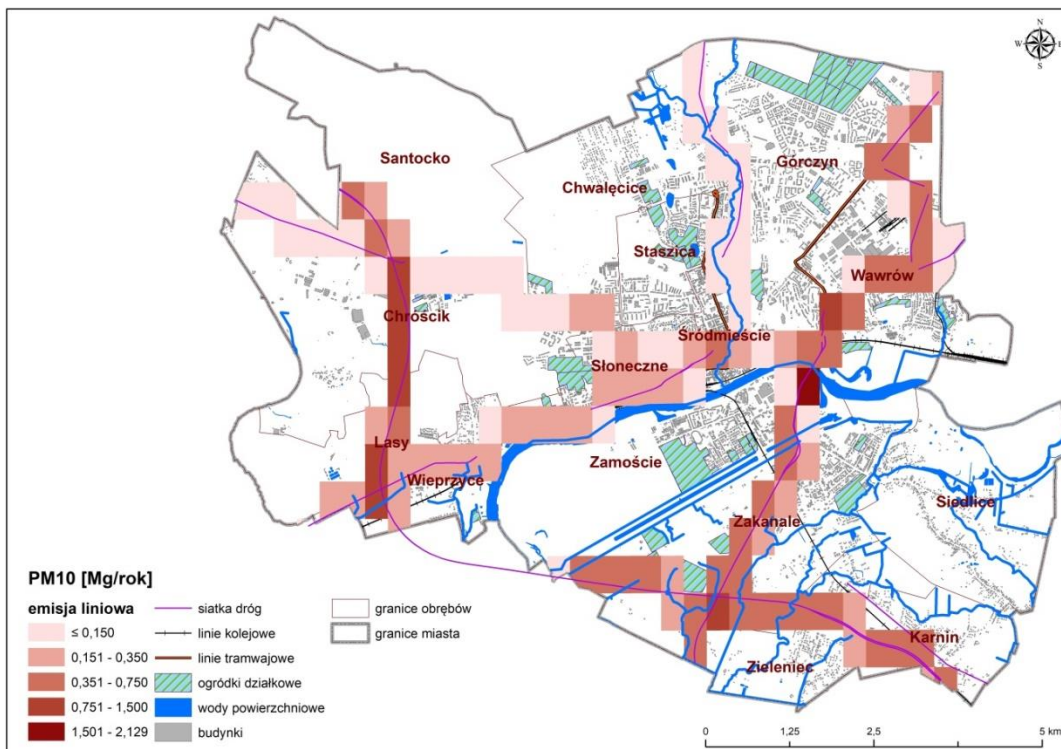 N
W E
S
Santocko
Górczyn
Chwalęcice
Staszica
Wawrów
Chróścik
Śródmieście
Słoneczne
Lasy
Zamoście
Wieprzyce
Siedlice
Zakanale
Karnin
Zieleniec
PM10 [Mg/rok]
emisja liniowa
≤ 0,150
0,151 - 0,350
0,351 - 0,750
0,751 - 1,500
1,501 - 2,129
siatka dróg
linie kolejowe
linie tramwajowe
ogródki działkowe
wody powierzchniowe
budynki
granice obrębów
granice miasta
0 1,25 2,5 5 km